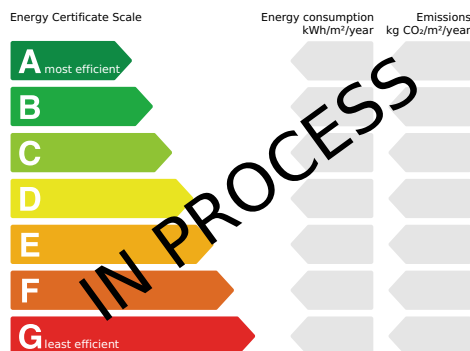 Energy Certificate Scale
Energy consumption
kWh/m²/year
Emissions
kg CO₂/m²/year
A most efficient
B
C
D
E
F
G least efficient
IN PROCESS